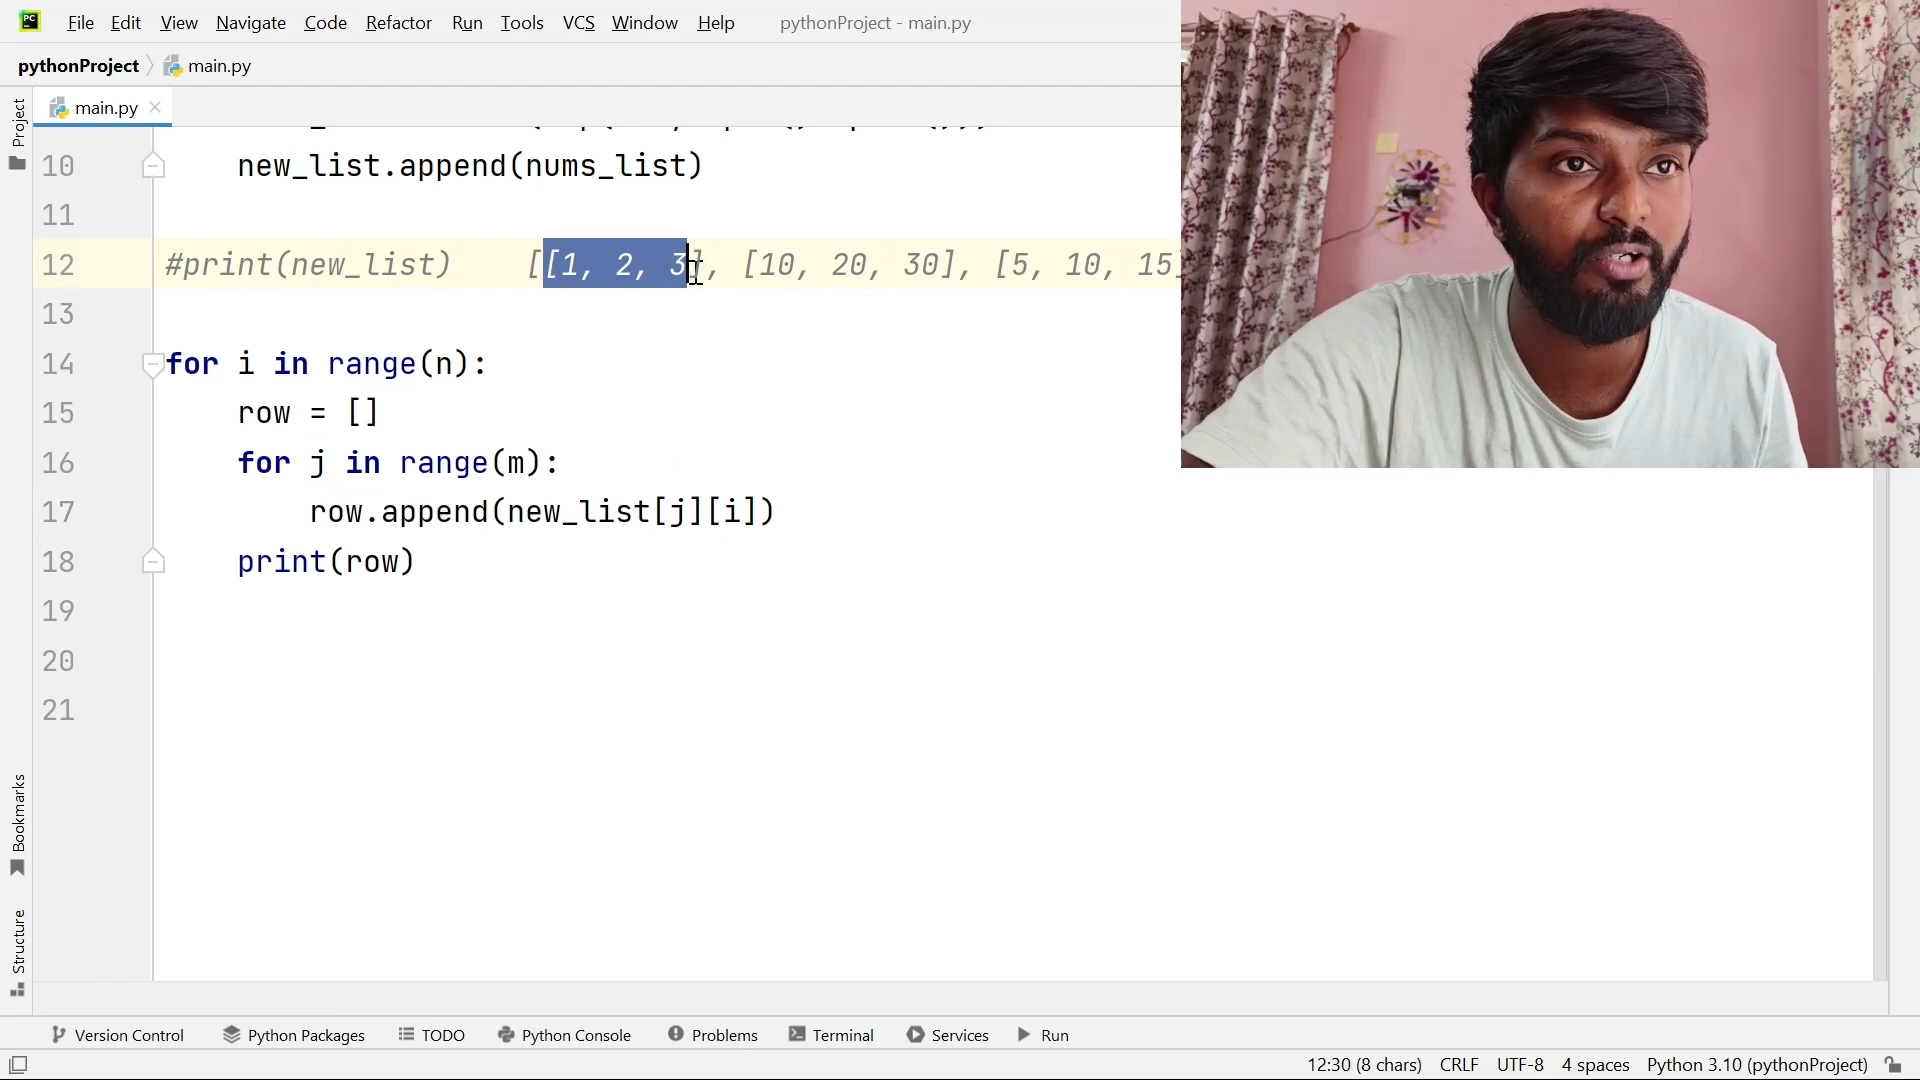 PC File Edit View Navigate Code Refactor Run Tools VCS Window Help pythonProject - main.py
pythonProject main.py
Project main.py
10 new_list.append(nums_list)
11
12 #print(new_list) [[1, 2, 3], [10, 20, 30], [5, 10, 15]
13
14 for i in range(n):
15 row = []
16 for j in range(m):
17 row.append(new_list[j][i])
18 print(row)
19
20
21
Bookmarks
Structure
Version Control Python Packages TODO Python Console Problems Terminal Services Run
12:30 (8 chars) CRLF UTF-8 4 spaces Python 3.10 (pythonProject)